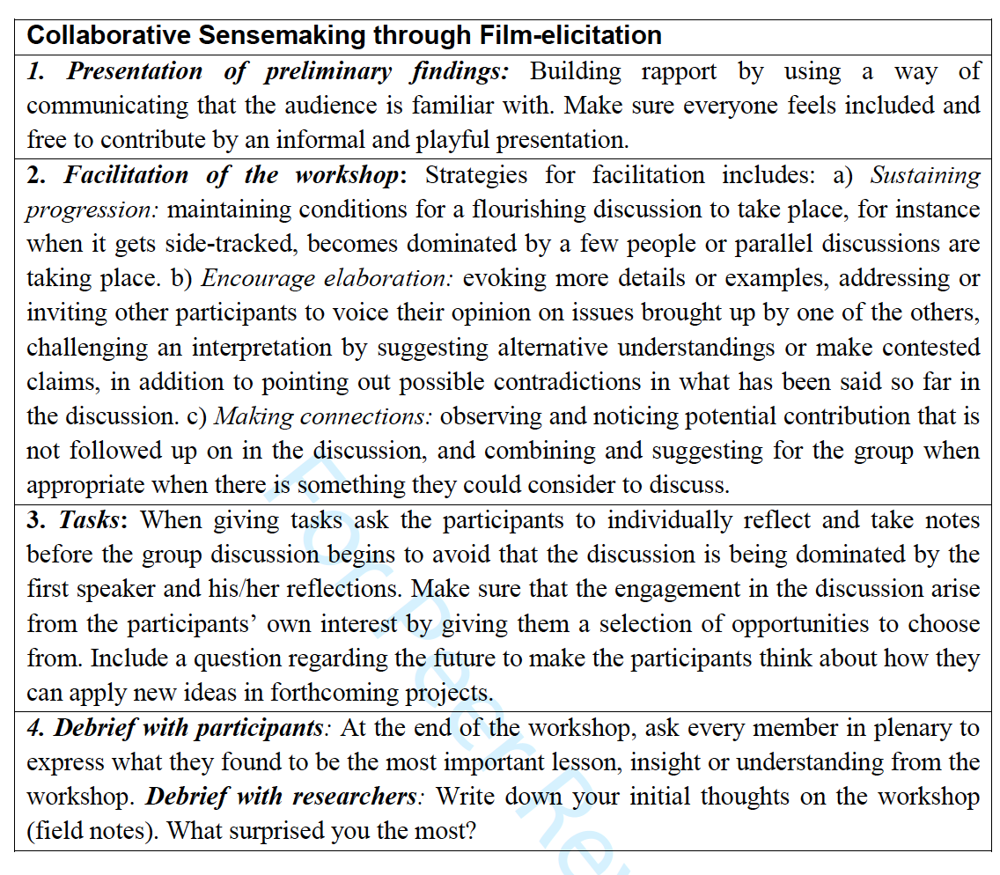 Collaborative Sensemaking through Film-elicitation
1. Presentation of preliminary findings: Building rapport by using a way of
communicating that the audience is familiar with. Make sure everyone feels included and
free to contribute by an informal and playful presentation.
2. Facilitation of the workshop: Strategies for facilitation includes: a) Sustaining
progression: maintaining conditions for a flourishing discussion to take place, for instance
when it gets side-tracked, becomes dominated by a few people or parallel discussions are
taking place. b) Encourage elaboration: evoking more details or examples, addressing or
inviting other participants to voice their opinion on issues brought up by one of the others,
challenging an interpretation by suggesting alternative understandings or make contested
claims, in addition to pointing out possible contradictions in what has been said so far in
the discussion. c) Making connections: observing and noticing potential contribution that is
not followed up on in the discussion, and combining and suggesting for the group when
appropriate when there is something they could consider to discuss.
3. Tasks: When giving tasks ask the participants to individually reflect and take notes
before the group discussion begins to avoid that the discussion is being dominated by the
first speaker and his/her reflections. Make sure that the engagement in the discussion arise
from the participants’ own interest by giving them a selection of opportunities to choose
from. Include a question regarding the future to make the participants think about how they
can apply new ideas in forthcoming projects.
4. Debrief with participants: At the end of the workshop, ask every member in plenary to
express what they found to be the most important lesson, insight or understanding from the
workshop. Debrief with researchers: Write down your initial thoughts on the workshop
(field notes). What surprised you the most?
For Peer Re